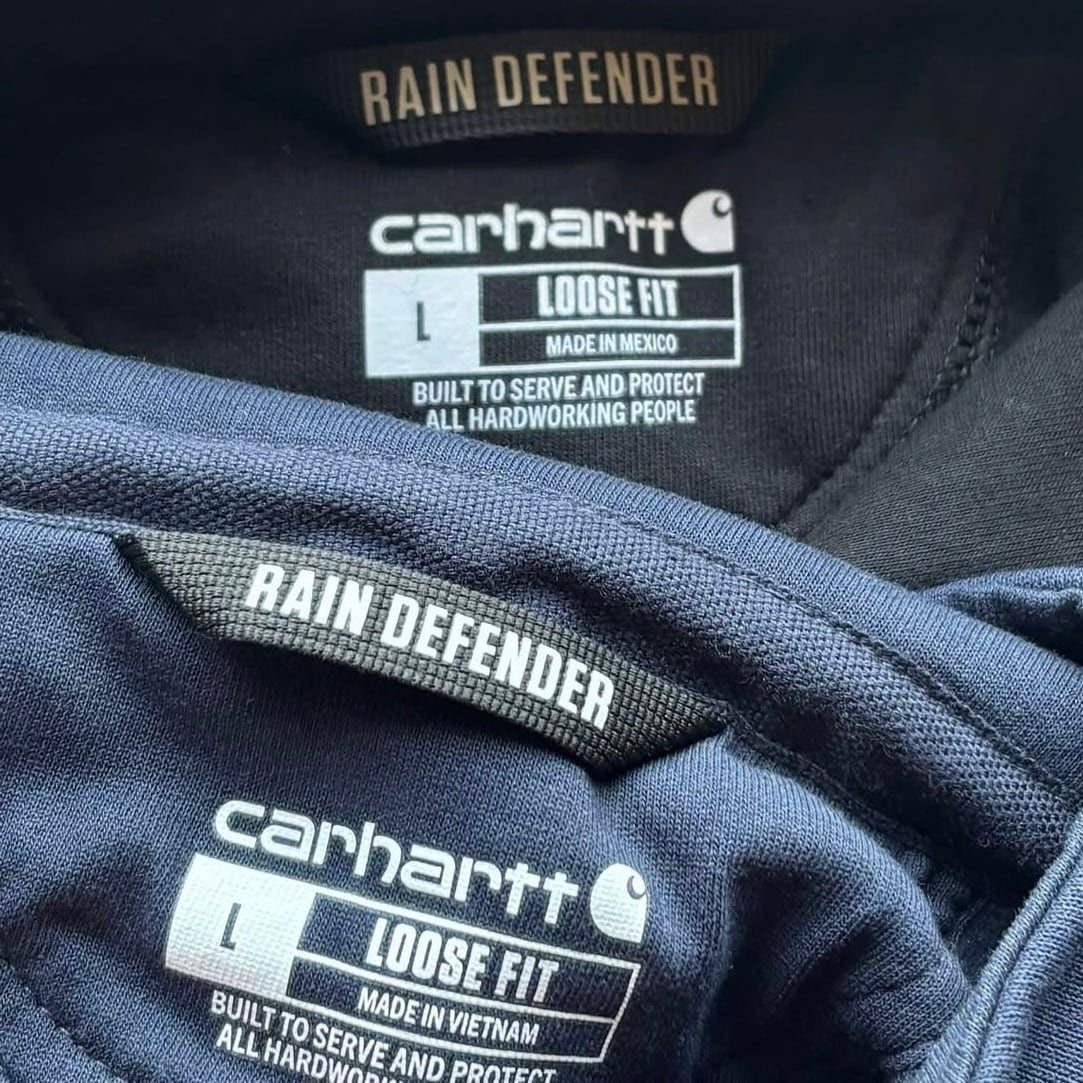 RAIN DEFENDER
carhartt
L
LOOSE FIT
MADE IN MEXICO
BUILT TO SERVE AND PROTECT
ALL HARDWORKING PEOPLE
RAIN DEFENDER
carhartt
L
LOOSE FIT
MADE IN VIETNAM
BUILT TO SERVE AND PROTECT
ALL